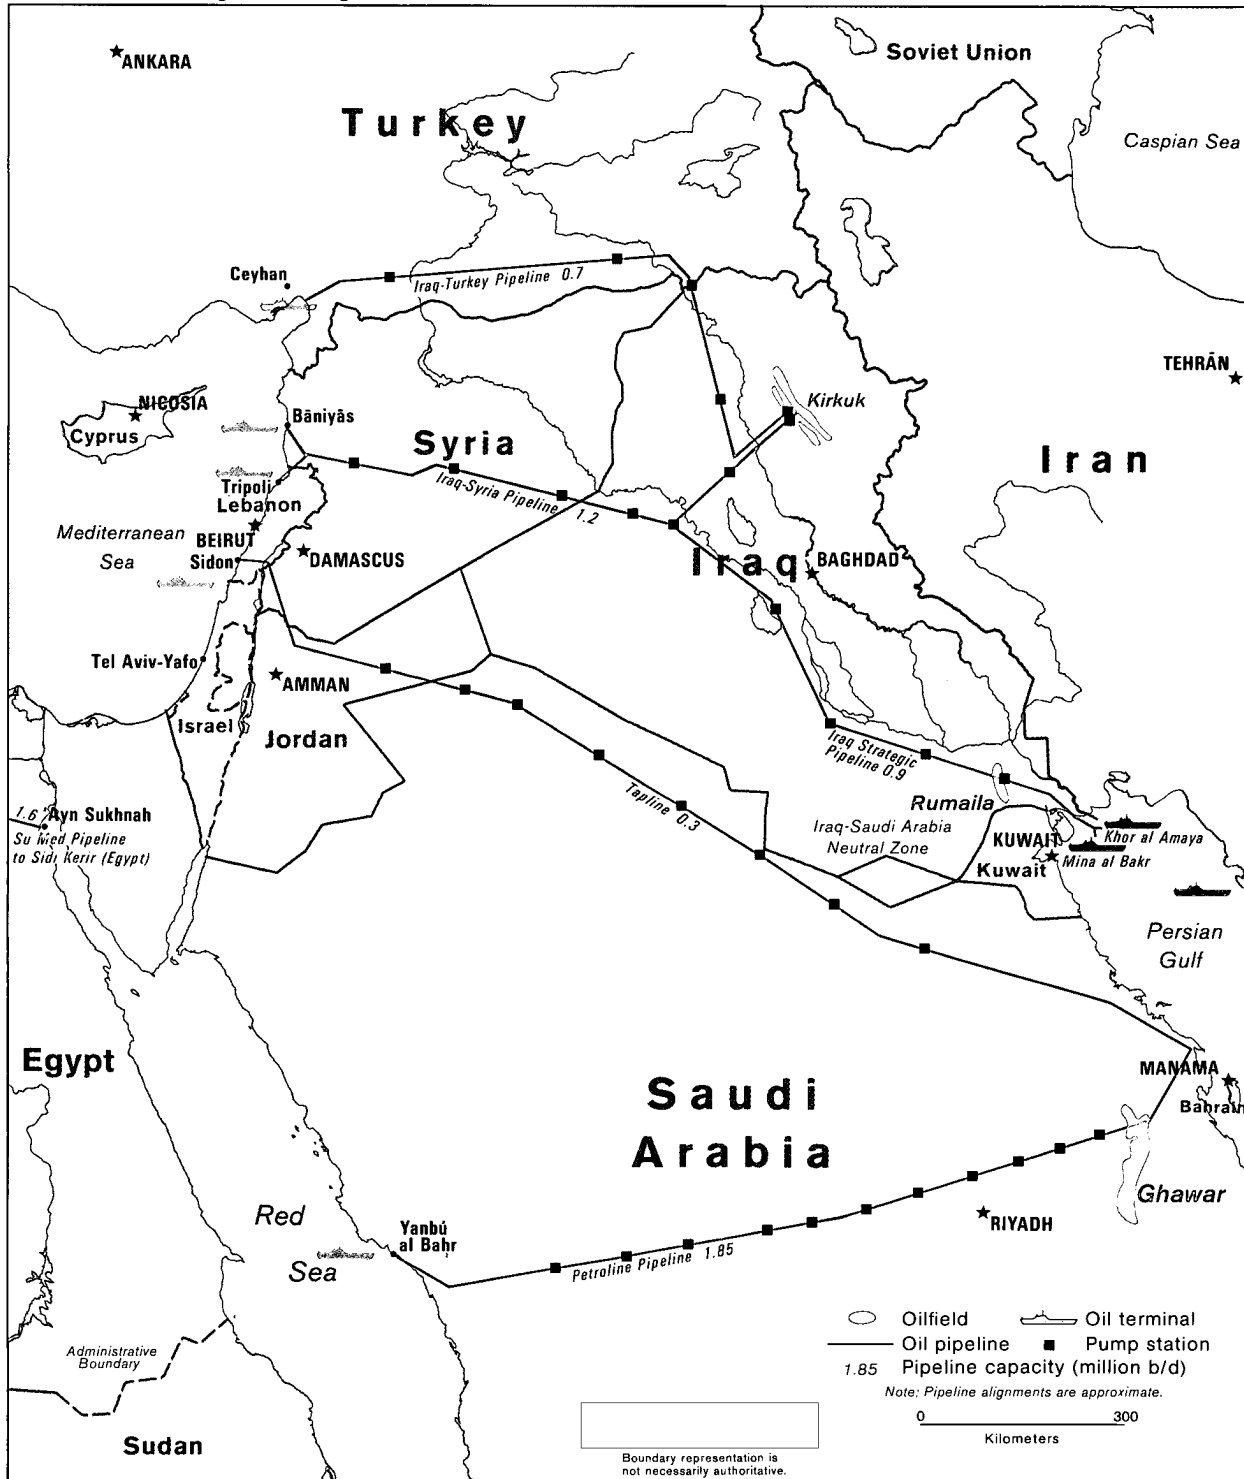 ANKARA
Turkey
Soviet Union
Caspian Sea
Ceyhan
Iraq-Turkey Pipeline 0.7
TEHRĀN
NICOSIA
Cyprus
Bāniyās
Kirkuk
Syria
Iran
Iraq-Syria Pipeline 1.2
Tripoli
Lebanon
Mediterranean
Sea
BEIRUT
Sidon
DAMASCUS
Iraq
BAGHDAD
Tel Aviv-Yafo
AMMAN
Israel
Jordan
Iraq Strategic
Pipeline 0.9
Tapline 0.3
Rumaila
Iraq-Saudi Arabia
Neutral Zone
KUWAIT
Kuwait
Khor al Amaya
Mina al Bakr
1.6
'Ayn Sukhnah
Su Med Pipeline
to Sidi Kerir (Egypt)
Persian
Gulf
Egypt
MANAMA
Bahrain
Saudi
Arabia
Ghawar
Red
Sea
Yanbú
al Bahr
RIYADH
Petroline Pipeline 1.85
Administrative
Boundary
Sudan
Oilfield
Oil terminal
Oil pipeline
Pump station
1.85 Pipeline capacity (million b/d)
Note: Pipeline alignments are approximate.
0 300
Kilometers
Boundary representation is
not necessarily authoritative.